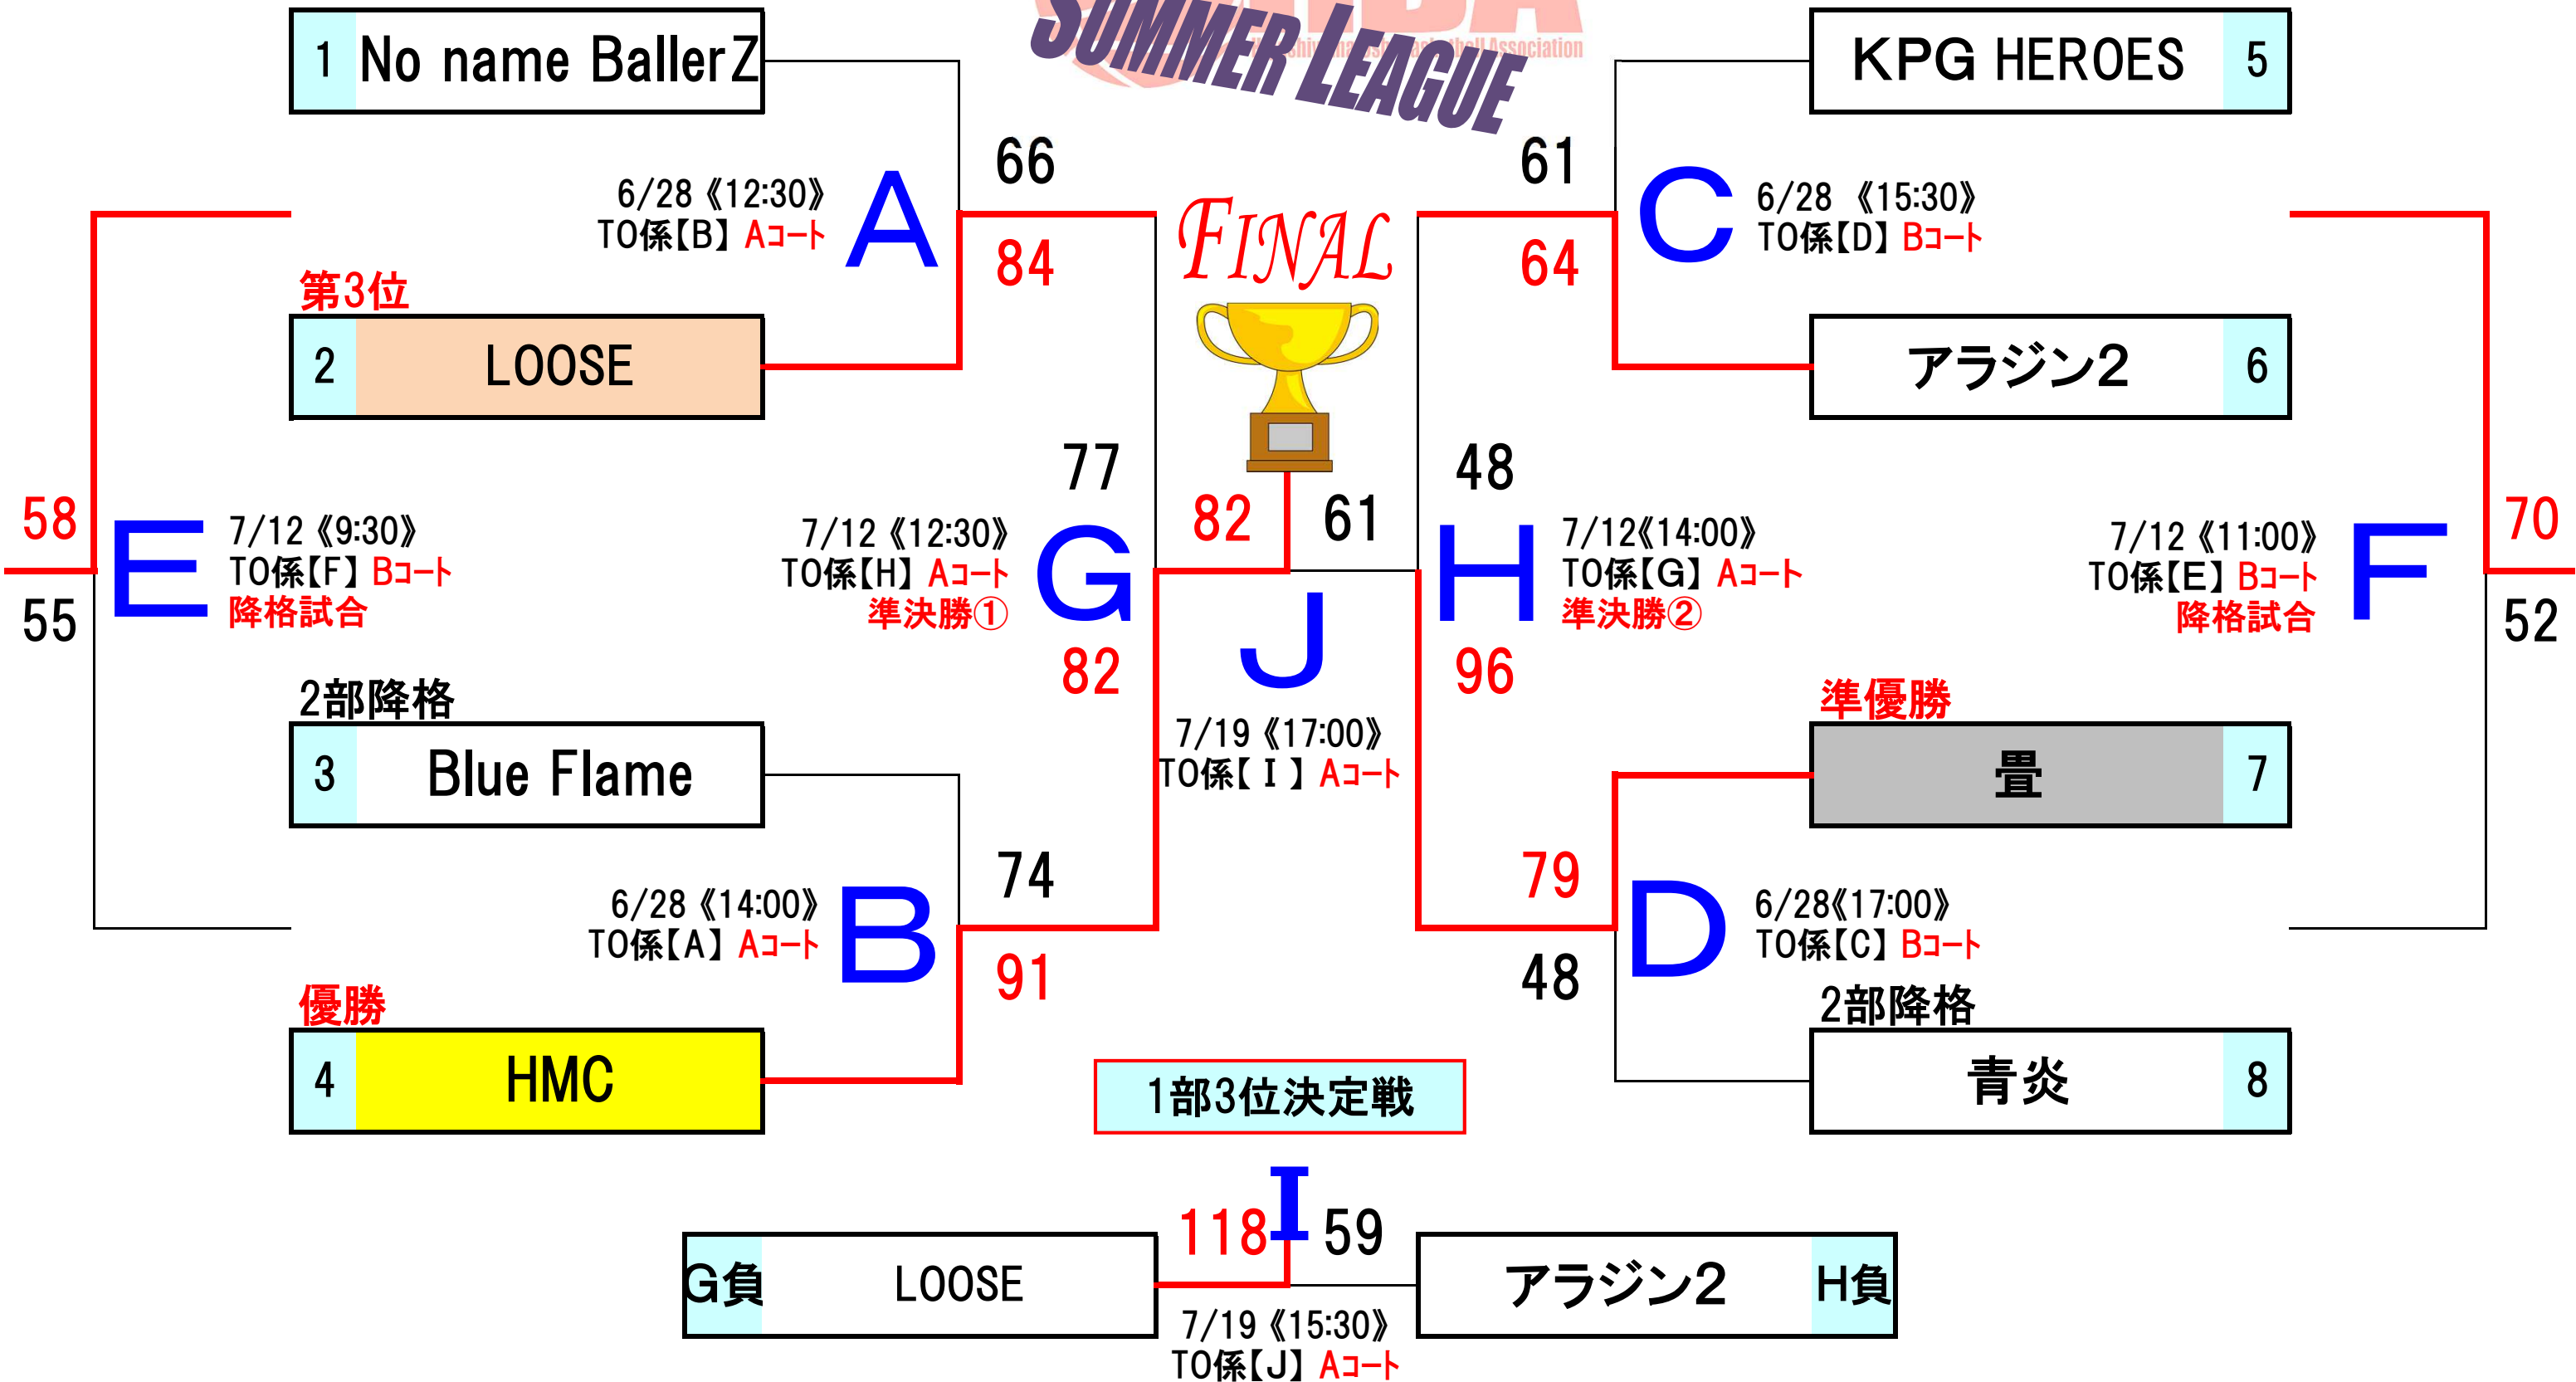 SUMMER LEAGUE
1 No name BallerZ
KPG HEROES 5
66
61
6/28 《12:30》
TO係【B】 Aコート
A
C
6/28 《15:30》
TO係【D】 Bコート
84
FINAL
64
第3位
2 LOOSE
アラジン2 6
77
48
58
E
7/12 《9:30》
TO係【F】 Bコート
降格試合
55
7/12 《12:30》
TO係【H】 Aコート
準決勝①
G
82
61
H
7/12《14:00》
TO係【G】 Aコート
準決勝②
7/12 《11:00》
TO係【E】 Bコート
降格試合
F
70
52
82
J
96
7/19 《17:00》
TO係【I】 Aコート
2部降格
3 Blue Flame
準優勝
畳 7
74
79
6/28 《14:00》
TO係【A】 Aコート
B
D
6/28《17:00》
TO係【C】 Bコート
91
48
優勝
4 HMC
2部降格
青炎 8
1部3位決定戦
I
118
59
G負 LOOSE
アラジン2 H負
7/19 《15:30》
TO係【J】 Aコート